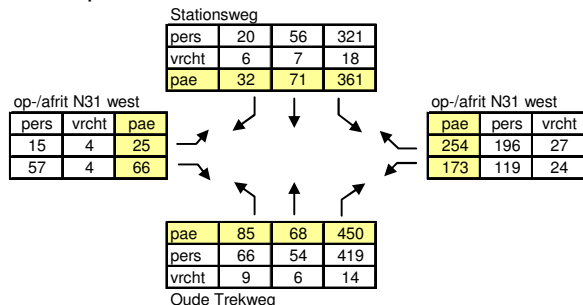 Stationsweg
pers 20 56 321
vrcht 6 7 18
pae 32 71 361
op-/afrit N31 west
pers vrcht pae
15 4 25
57 4 66
op-/afrit N31 west
pae pers vrcht
254 196 27
173 119 24
pae 85 68 450
pers 66 54 419
vrcht 9 6 14
Oude Trekweg